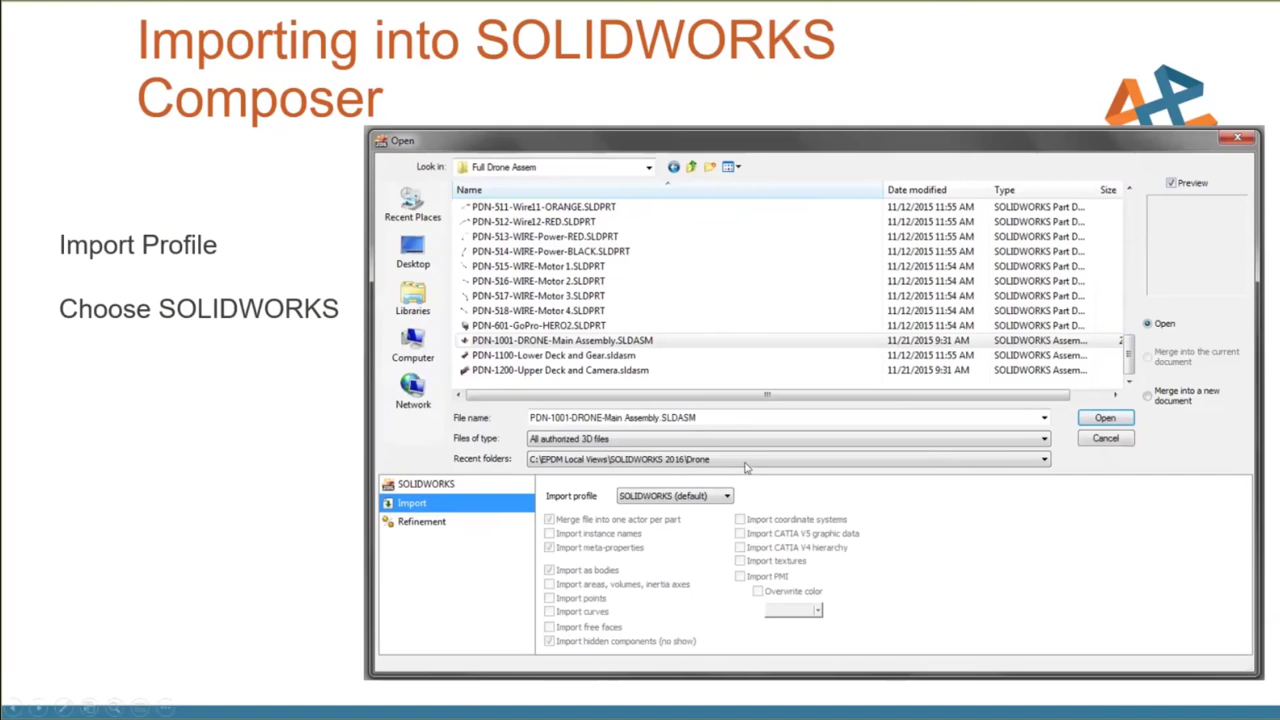 Importing into SOLIDWORKS
Composer
Import Profile
Choose SOLIDWORKS
Open
Look in: Full Drone Assem
Recent Places
Desktop
Libraries
Computer
Network
Name Date modified Type Size
PDN-511-Wire11-ORANGE.SLDPRT 11/12/2015 11:55 AM SOLIDWORKS Part D...
PDN-512-Wire12-RED.SLDPRT 11/12/2015 11:55 AM SOLIDWORKS Part D...
PDN-513-WIRE-Power-RED.SLDPRT 11/12/2015 11:55 AM SOLIDWORKS Part D...
PDN-514-WIRE-Power-BLACK.SLDPRT 11/12/2015 11:55 AM SOLIDWORKS Part D...
PDN-515-WIRE-Motor 1.SLDPRT 11/12/2015 11:54 AM SOLIDWORKS Part D...
PDN-516-WIRE-Motor 2.SLDPRT 11/12/2015 11:54 AM SOLIDWORKS Part D...
PDN-517-WIRE-Motor 3.SLDPRT 11/12/2015 11:54 AM SOLIDWORKS Part D...
PDN-518-WIRE-Motor 4.SLDPRT 11/12/2015 11:54 AM SOLIDWORKS Part D...
PDN-601-GoPro-HERO2.SLDPRT 11/12/2015 11:54 AM SOLIDWORKS Part D...
PDN-1001-DRONE-Main Assembly.SLDASM 11/21/2015 9:31 AM SOLIDWORKS Assem... 2
PDN-1100-Lower Deck and Gear.sldasm 11/12/2015 11:55 AM SOLIDWORKS Assem...
PDN-1200-Upper Deck and Camera.sldasm 11/21/2015 9:31 AM SOLIDWORKS Assem...
Preview
Open
Merge into the current
document
Merge into a new
document
File name: PDN-1001-DRONE-Main Assembly.SLDASM Open
Files of type: All authorized 3D files Cancel
Recent folders: C:\EPDM Local Views\SOLIDWORKS 2016\Drone
SOLIDWORKS
Import
Refinement
Import profile SOLIDWORKS (default)
Merge file into one actor per part
Import instance names
Import meta-properties
Import as bodies
Import areas, volumes, inertia axes
Import points
Import curves
Import free faces
Import hidden components (no show)
Import coordinate systems
Import CATIA V5 graphic data
Import CATIA V4 hierarchy
Import textures
Import PMI
Overwrite color